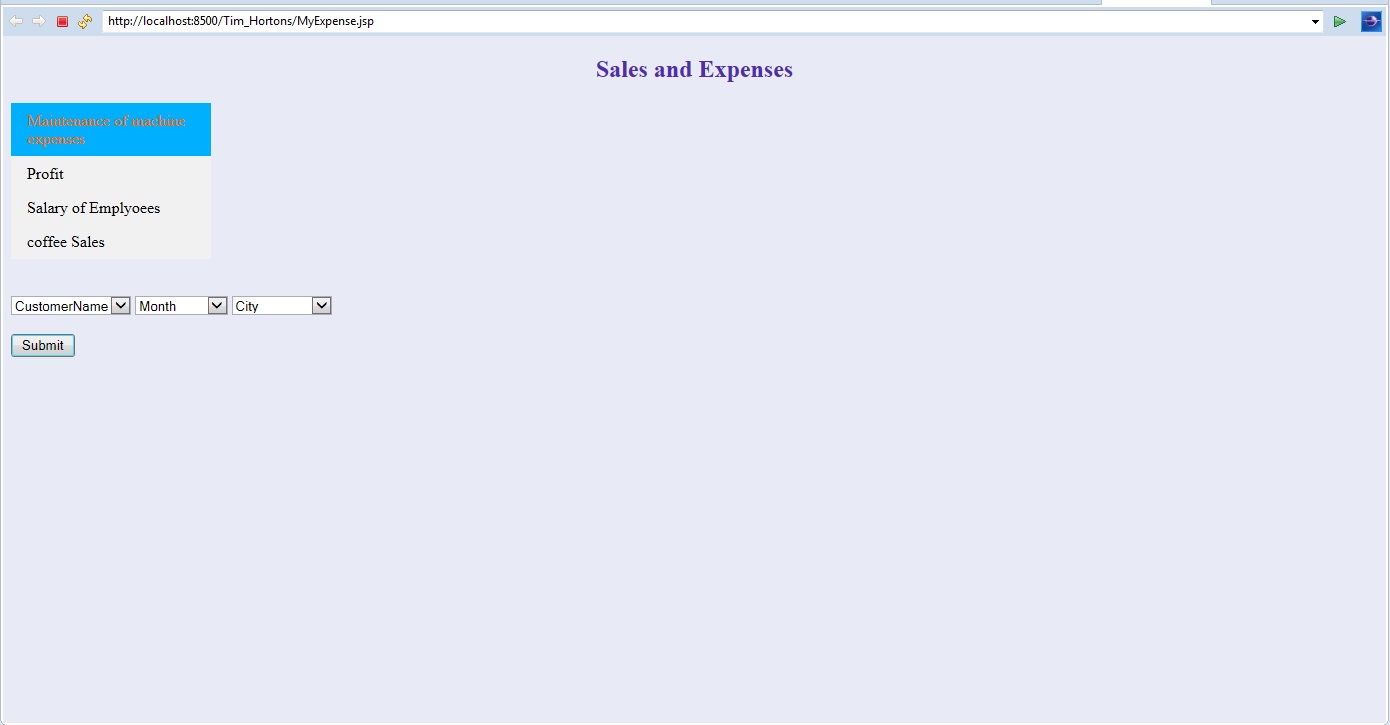 http://localhost:8500/Tim_Hortons/MyExpense.jsp
Sales and Expenses
Maintenance of machine
expenses
Profit
Salary of Emplyoees
coffee Sales
CustomerName Month City
Submit